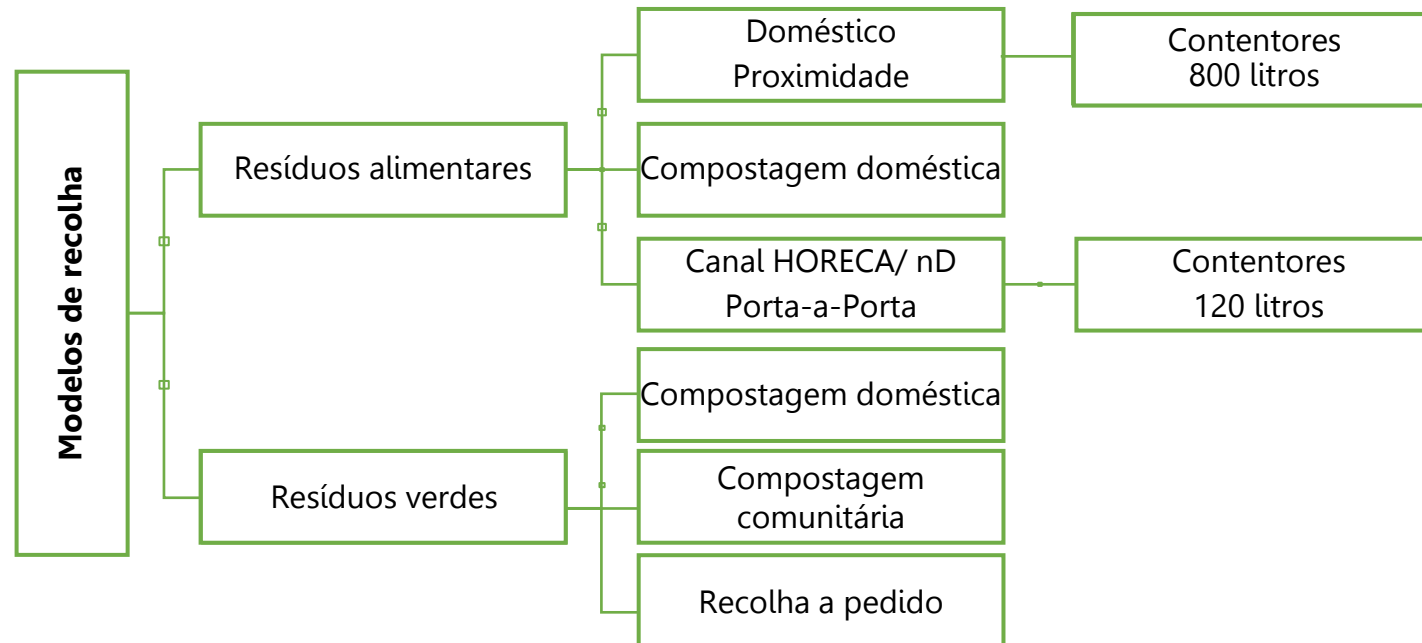 Modelos de recolha
Resíduos alimentares
Doméstico
Proximidade
Contentores
800 litros
Compostagem doméstica
Canal HORECA/ nD
Porta-a-Porta
Contentores
120 litros
Resíduos verdes
Compostagem doméstica
Compostagem
comunitária
Recolha a pedido